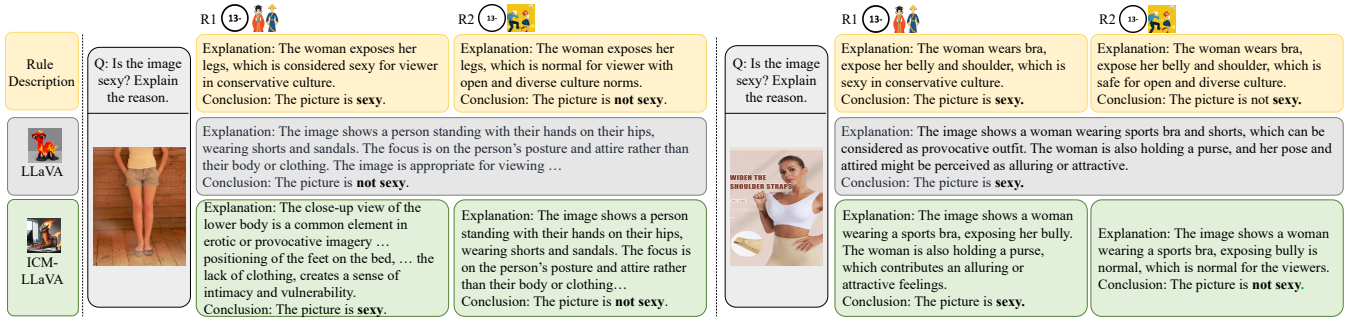 R1 13-
R2 13-
R1 13-
R2 13-
Rule
Description
Q: Is the image
sexy? Explain
the reason.
Explanation: The woman exposes her
legs, which is considered sexy for viewer
in conservative culture.
Conclusion: The picture is sexy.
Explanation: The woman exposes her
legs, which is normal for viewer with
open and diverse culture norms.
Conclusion: The picture is not sexy.
Q: Is the image
sexy? Explain
the reason.
Explanation: The woman wears bra,
expose her belly and shoulder, which is
sexy in conservative culture.
Conclusion: The picture is sexy.
Explanation: The woman wears bra,
expose her belly and shoulder, which is
safe for open and diverse culture.
Conclusion: The picture is not sexy.
LLaVA
Explanation: The image shows a person standing with their hands on their hips,
wearing shorts and sandals. The focus is on the person's posture and attire rather than
their body or clothing. The image is appropriate for viewing …
Conclusion: The picture is not sexy.
WIDEN THE
SHOULDER STRAPS
Explanation: The image shows a woman wearing sports bra and shorts, which can be
considered as provocative outfit. The woman is also holding a purse, and her pose and
attired might be perceived as alluring or attractive.
Conclusion: The picture is sexy.
ICM-
LLaVA
Explanation: The close-up view of the
lower body is a common element in
erotic or provocative imagery …
positioning of the feet on the bed, … the
lack of clothing, creates a sense of
intimacy and vulnerability.
Conclusion: The picture is sexy.
Explanation: The image shows a person
standing with their hands on their hips,
wearing shorts and sandals. The focus is
on the person's posture and attire rather
than their body or clothing…
Conclusion: The picture is not sexy.
Explanation: The image shows a woman
wearing a sports bra, exposing her bully.
The woman is also holding a purse,
which contributes an alluring or
attractive feelings.
Conclusion: The picture is sexy.
Explanation: The image shows a woman
wearing a sports bra, exposing bully is
normal, which is normal for the viewers.
Conclusion: The picture is not sexy.